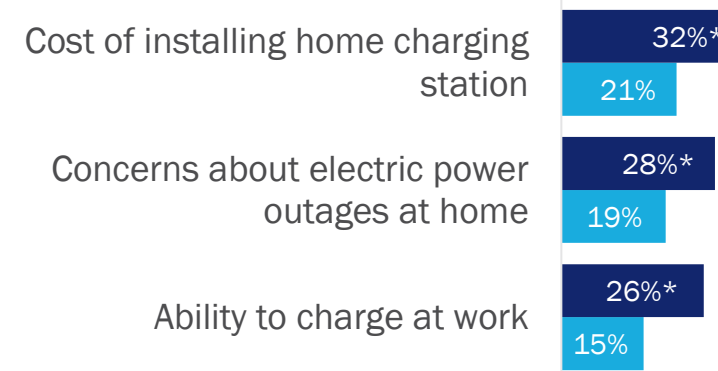 Cost of installing home charging
station
32%*
21%
Concerns about electric power
outages at home
28%*
19%
Ability to charge at work
26%*
15%